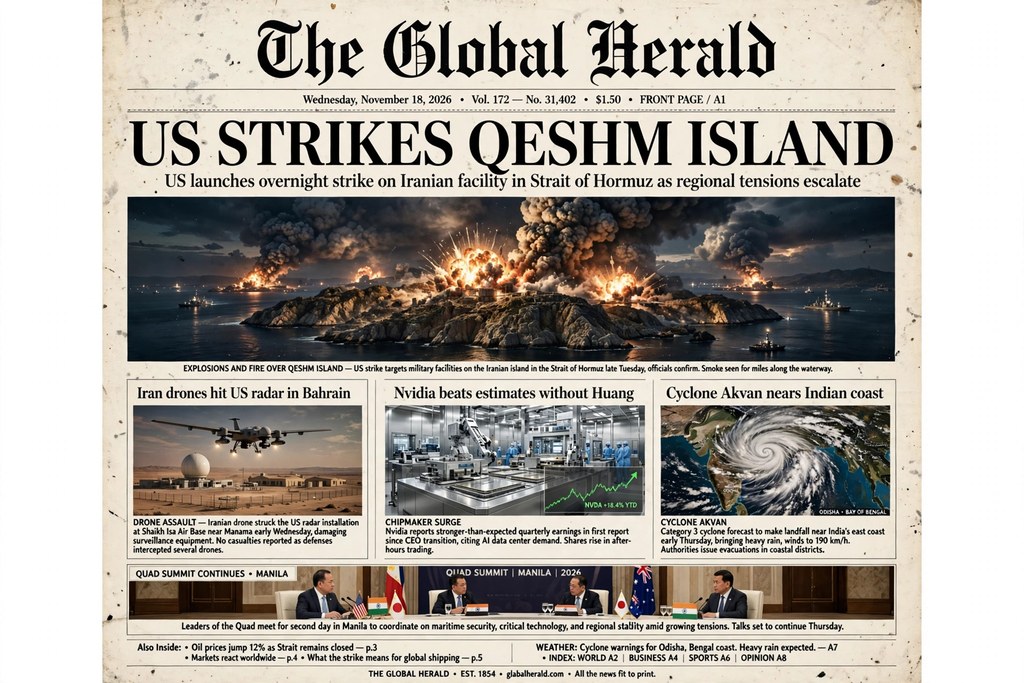 The Global Herald
Wednesday, November 18, 2026 • Vol. 172 — No. 31,402 • $1.50 • FRONT PAGE / A1
US STRIKES QESHM ISLAND
US launches overnight strike on Iranian facility in Strait of Hormuz as regional tensions escalate
EXPLOSIONS AND FIRE OVER QESHM ISLAND — US strike targets military facilities on the Iranian island in the Strait of Hormuz late Tuesday, officials confirm. Smoke seen for miles along the waterway.
Iran drones hit US radar in Bahrain
DRONE ASSAULT — Iranian drone struck the US radar installation
at Shaikh Isa Air Base near Manama early Wednesday, damaging
surveillance equipment. No casualties reported as defenses
intercepted several drones.
Nvidia beats estimates without Huang
NVDA +18.4% YTD
CHIPMAKER SURGE
Nvidia reports stronger-than-expected quarterly earnings in first report
since CEO transition, citing AI data center demand. Shares rise in after-
hours trading.
Cyclone Akvan nears Indian coast
ODISHA • BAY OF BENGAL
CYCLONE AKVAN
Category 3 cyclone forecast to make landfall near India's east coast
early Thursday, bringing heavy rain, winds to 190 km/h.
Authorities issue evacuations in coastal districts.
QUAD SUMMIT CONTINUES • MANILA
QUAD SUMMIT | MANILA | 2026
Leaders of the Quad meet for second day in Manila to coordinate on maritime security, critical technology, and regional stability amid growing tensions. Talks set to continue Thursday.
Also Inside: • Oil prices jump 12% as Strait remains closed — p.3
• Markets react worldwide — p.4 • What the strike means for global shipping — p.5
WEATHER: Cyclone warnings for Odisha, Bengal coast. Heavy rain expected. — A7
• INDEX: WORLD A2 | BUSINESS A4 | SPORTS A6 | OPINION A8
THE GLOBAL HERALD • EST. 1854 • glabalherald.com • All the news fit to print.